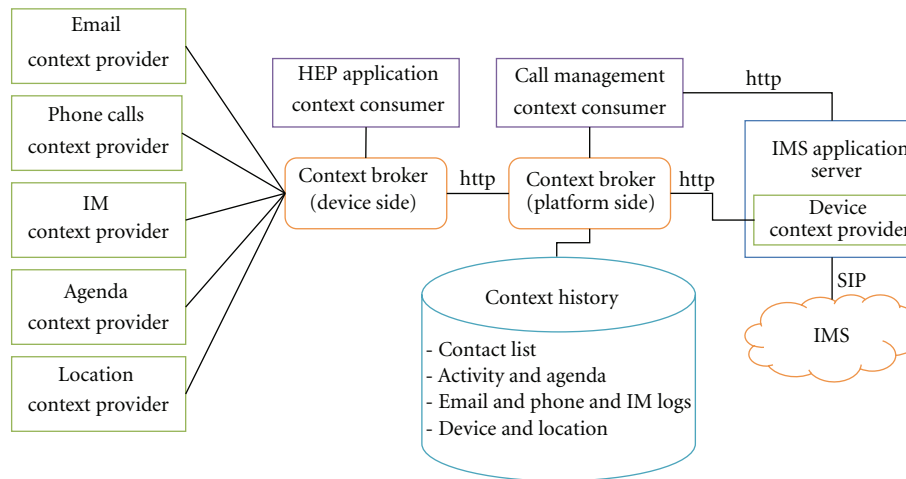 Email
context provider
Phone calls
context provider
IM
context provider
Agenda
context provider
Location
context provider
HEP application
context consumer
Context broker
(device side)
http
Call management
context consumer
Context broker
(platform side)
http
http
IMS application
server
Device
context provider
SIP
IMS
Context history
- Contact list
- Activity and agenda
- Email and phone and IM logs
- Device and location